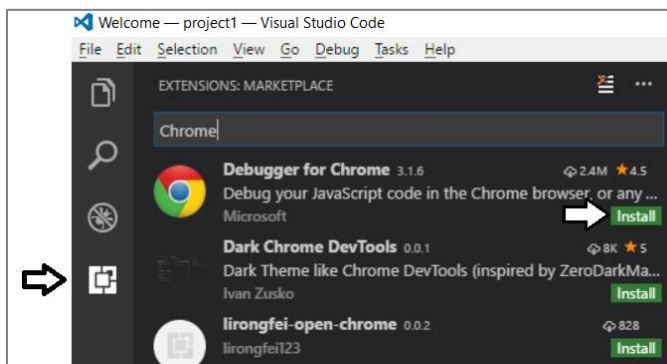 Welcome — project1 — Visual Studio Code
File Edit Selection View Go Debug Tasks Help
EXTENSIONS: MARKETPLACE
Chrome
Debugger for Chrome 3.1.6 2.4M 4.5
Debug your JavaScript code in the Chrome browser, or any ...
Microsoft Install
Dark Chrome DevTools 0.0.1 8K 5
Dark Theme like Chrome DevTools (inspired by ZeroDarkMa...
Ivan Zusko Install
lirongfei-open-chrome 0.0.2 828
lirongfei123 Install